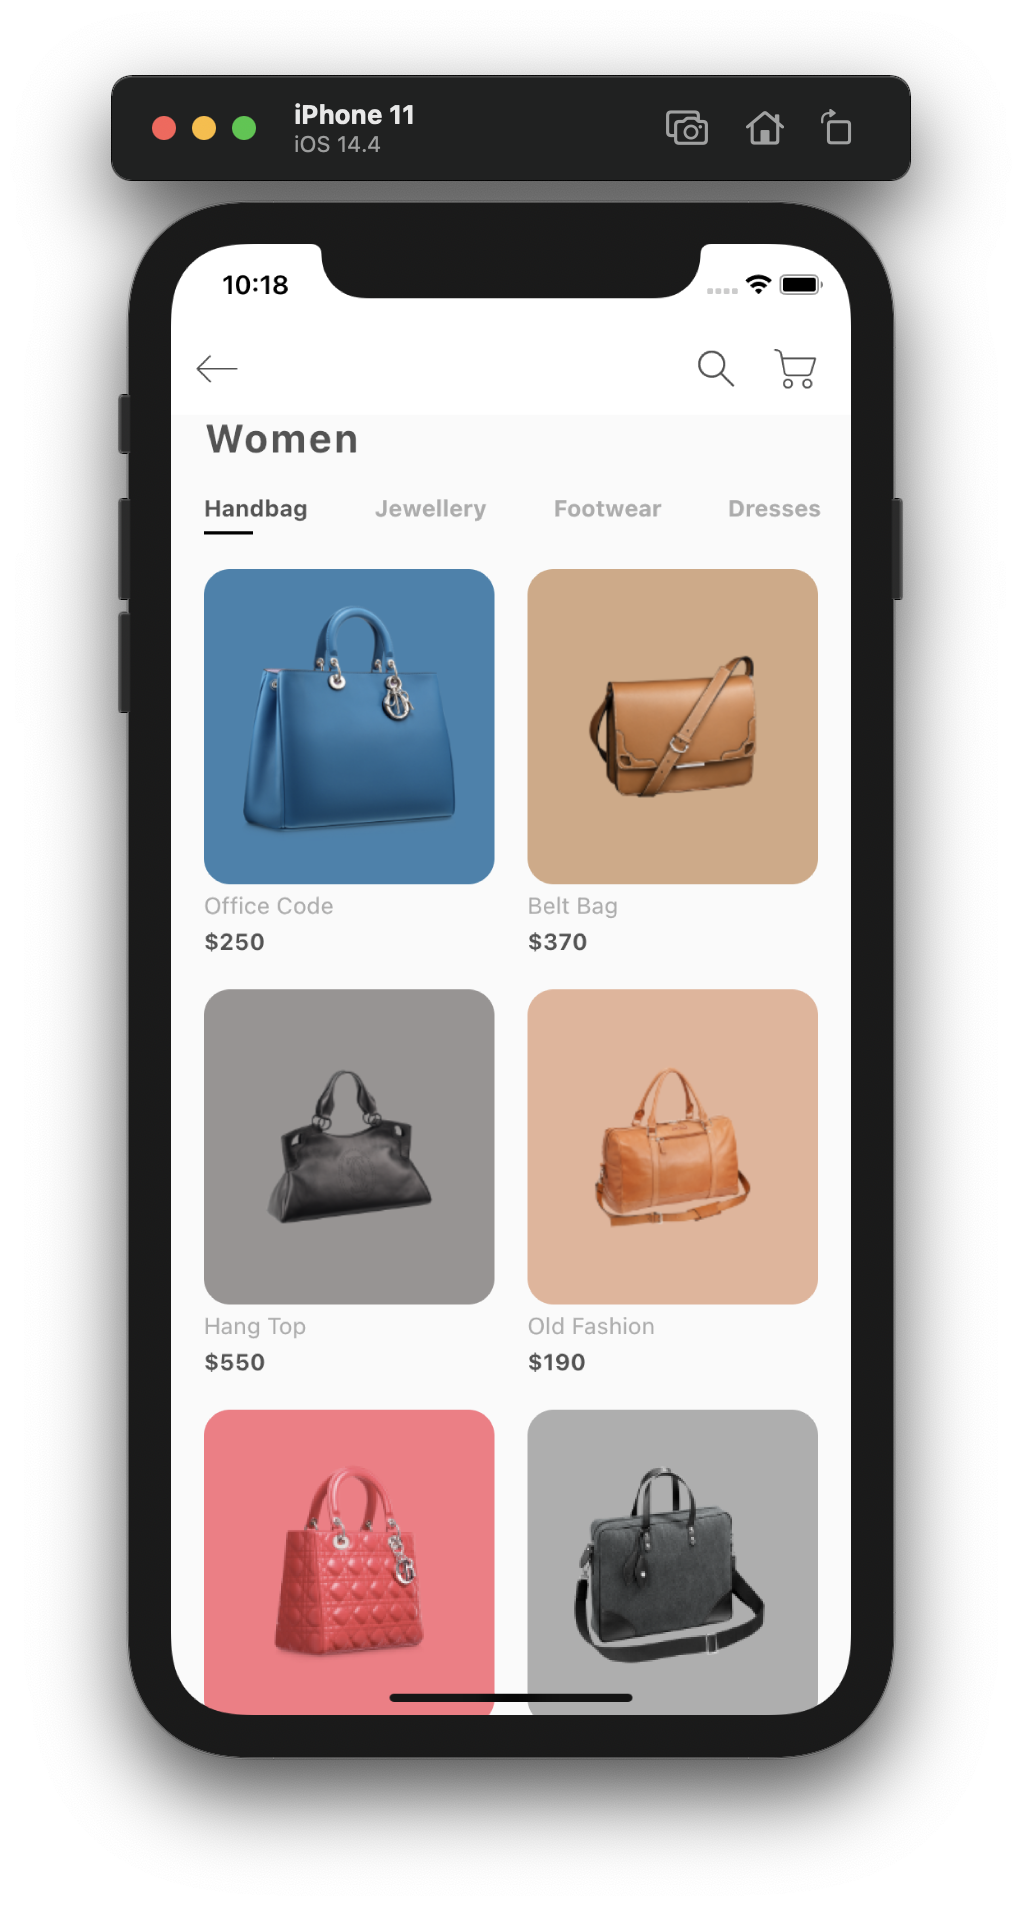 iPhone 11
iOS 14.4
10:18
Women
Handbag Jewellery Footwear Dresses
Office Code Belt Bag
$250 $370
Hang Top Old Fashion
$550 $190